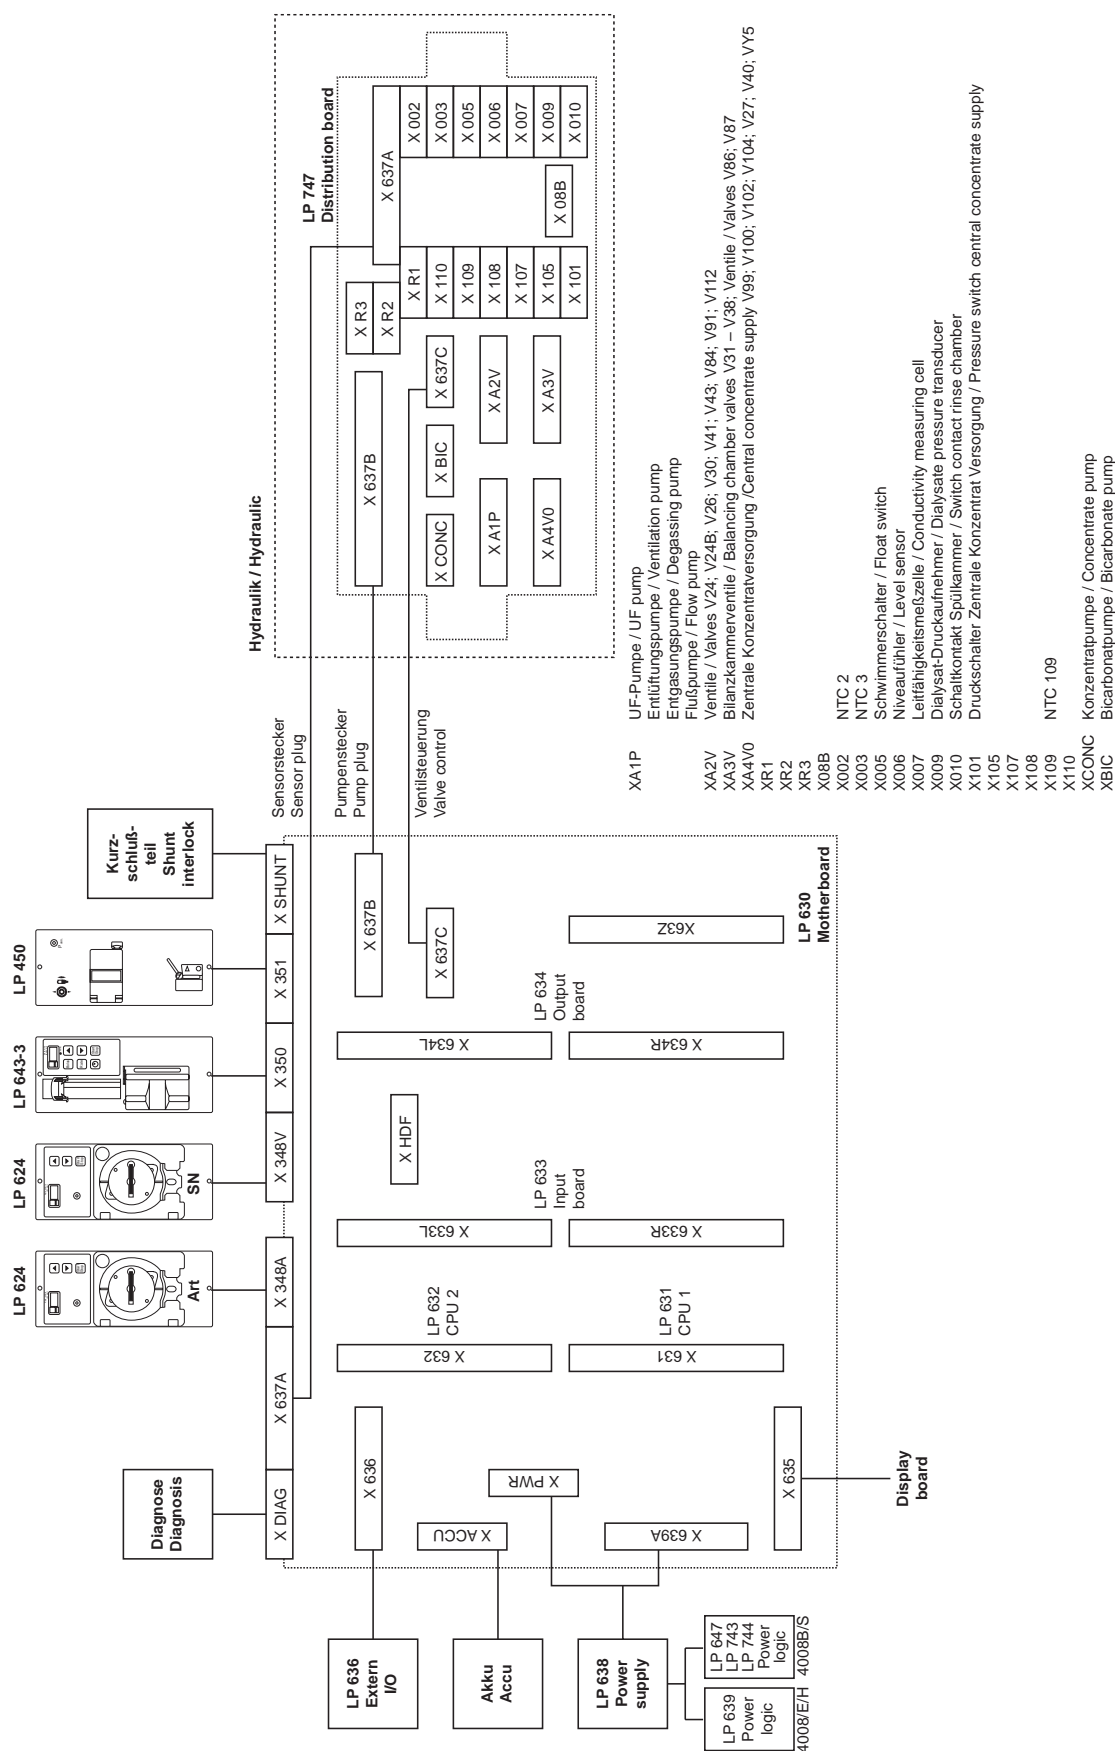 Hydraulik / Hydraulic
LP 747
Distribution board
X 637A
X 002
X 003
X 005
X 006
X 007
X 009
X 010
X 08B
X R3
X R2
X R1
X 110
X 109
X 108
X 107
X 105
X 101
X 637B
X 637C
X BIC
X CONC
X A2V
X A3V
X A1P
X A4V0
Sensorstecker
Sensor plug
Pumpenstecker
Pump plug
Ventilsteuerung
Valve control
Kurz-
schluß-
teil
Shunt
interlock
LP 450
LP 643-3
LP 624
SN
LP 624
Art
Diagnose
Diagnosis
X DIAG
X 637A
X 348A
X 348V
X 350
X 351
X SHUNT
X 637B
X 637C
X63Z
LP 630
Motherboard
X 634L
X 634R
LP 634
Output
board
X HDF
X 633L
X 633R
LP 633
Input
board
X 632
LP 632
CPU 2
X 631
LP 631
CPU 1
X 636
X ACCU
X PWR
X 639A
X 635
Display
board
LP 636
Extern
I/O
Akku
Accu
LP 638
Power
supply
LP 639
Power
logic
4008/E/H
LP 647
LP 743
LP 744
Power
logic
4008B/S
XA1P UF-Pumpe / UF pump
Entlüftungspumpe / Ventilation pump
Entgasungspumpe / Degassing pump
Flußpumpe / Flow pump
XA2V Ventile / Valves V24; V24B; V26; V30; V41; V43; V84; V91; V112
XA3V Bilanzkammerventile / Balancing chamber valves V31 – V38; Ventile / Valves V86; V87
XA4V0 Zentrale Konzentratversorgung /Central concentrate supply V99; V100; V102; V104; V27; V40; VY5
XR1
XR2
XR3
X08B
X002 NTC 2
X003 NTC 3
X005 Schwimmerschalter / Float switch
X006 Niveaufühler / Level sensor
X007 Leitfähigkeitsmeßzelle / Conductivity measuring cell
X009 Dialysat-Druckaufnehmer / Dialysate pressure transducer
X010 Schaltkontakt Spülkammer / Switch contact rinse chamber
X101 Druckschalter Zentrale Konzentrat Versorgung / Pressure switch central concentrate supply
X105
X107
X108
X109 NTC 109
X110
XCONC Konzentratpumpe / Concentrate pump
XBIC Bicarbonatpumpe / Bicarbonate pump